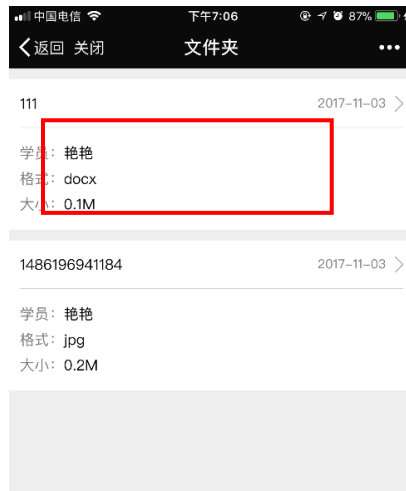 中国电信 下午7:06 87%
返回 关闭 文件夹
111 2017-11-03
学员：艳艳
格式：docx
大小：0.1M
1486196941184 2017-11-03
学员：艳艳
格式：jpg
大小：0.2M